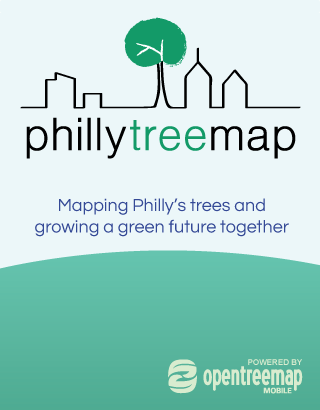 phillytreemap
Mapping Philly's trees and
growing a green future together
POWERED BY
opentreemap
MOBILE